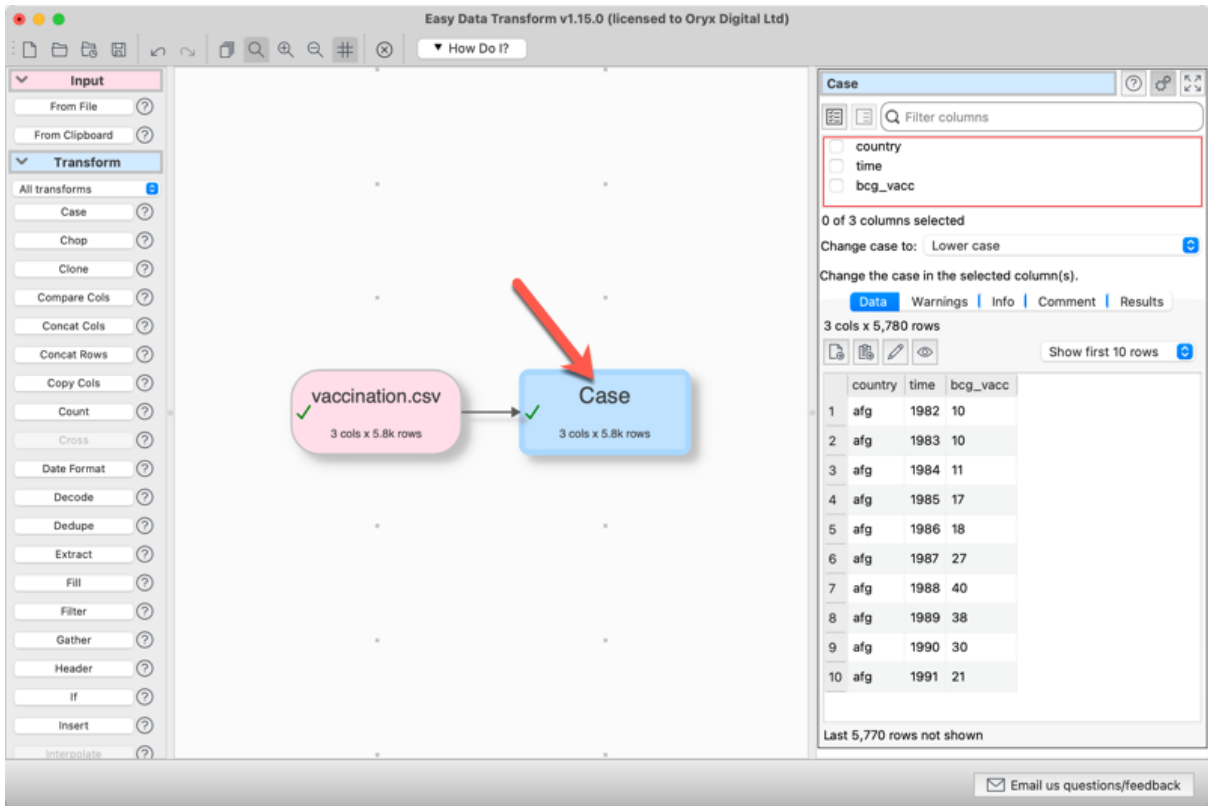 Easy Data Transform v1.15.0 (licensed to Oryx Digital Ltd)
▼ How Do I?
Input
From File
From Clipboard
Transform
All transforms
Case
Chop
Clone
Compare Cols
Concat Cols
Concat Rows
Copy Cols
Count
Cross
Date Format
Decode
Dedupe
Extract
Fill
Filter
Gather
Header
If
Insert
Interpolate
vaccination.csv
3 cols x 5.8k rows
Case
3 cols x 5.8k rows
Case
Filter columns
country
time
bcg_vacc
0 of 3 columns selected
Change case to: Lower case
Change the case in the selected column(s).
Data Warnings Info Comment Results
3 cols x 5,780 rows
Show first 10 rows
country time bcg_vacc
1 afg 1982 10
2 afg 1983 10
3 afg 1984 11
4 afg 1985 17
5 afg 1986 18
6 afg 1987 27
7 afg 1988 40
8 afg 1989 38
9 afg 1990 30
10 afg 1991 21
Last 5,770 rows not shown
Email us questions/feedback